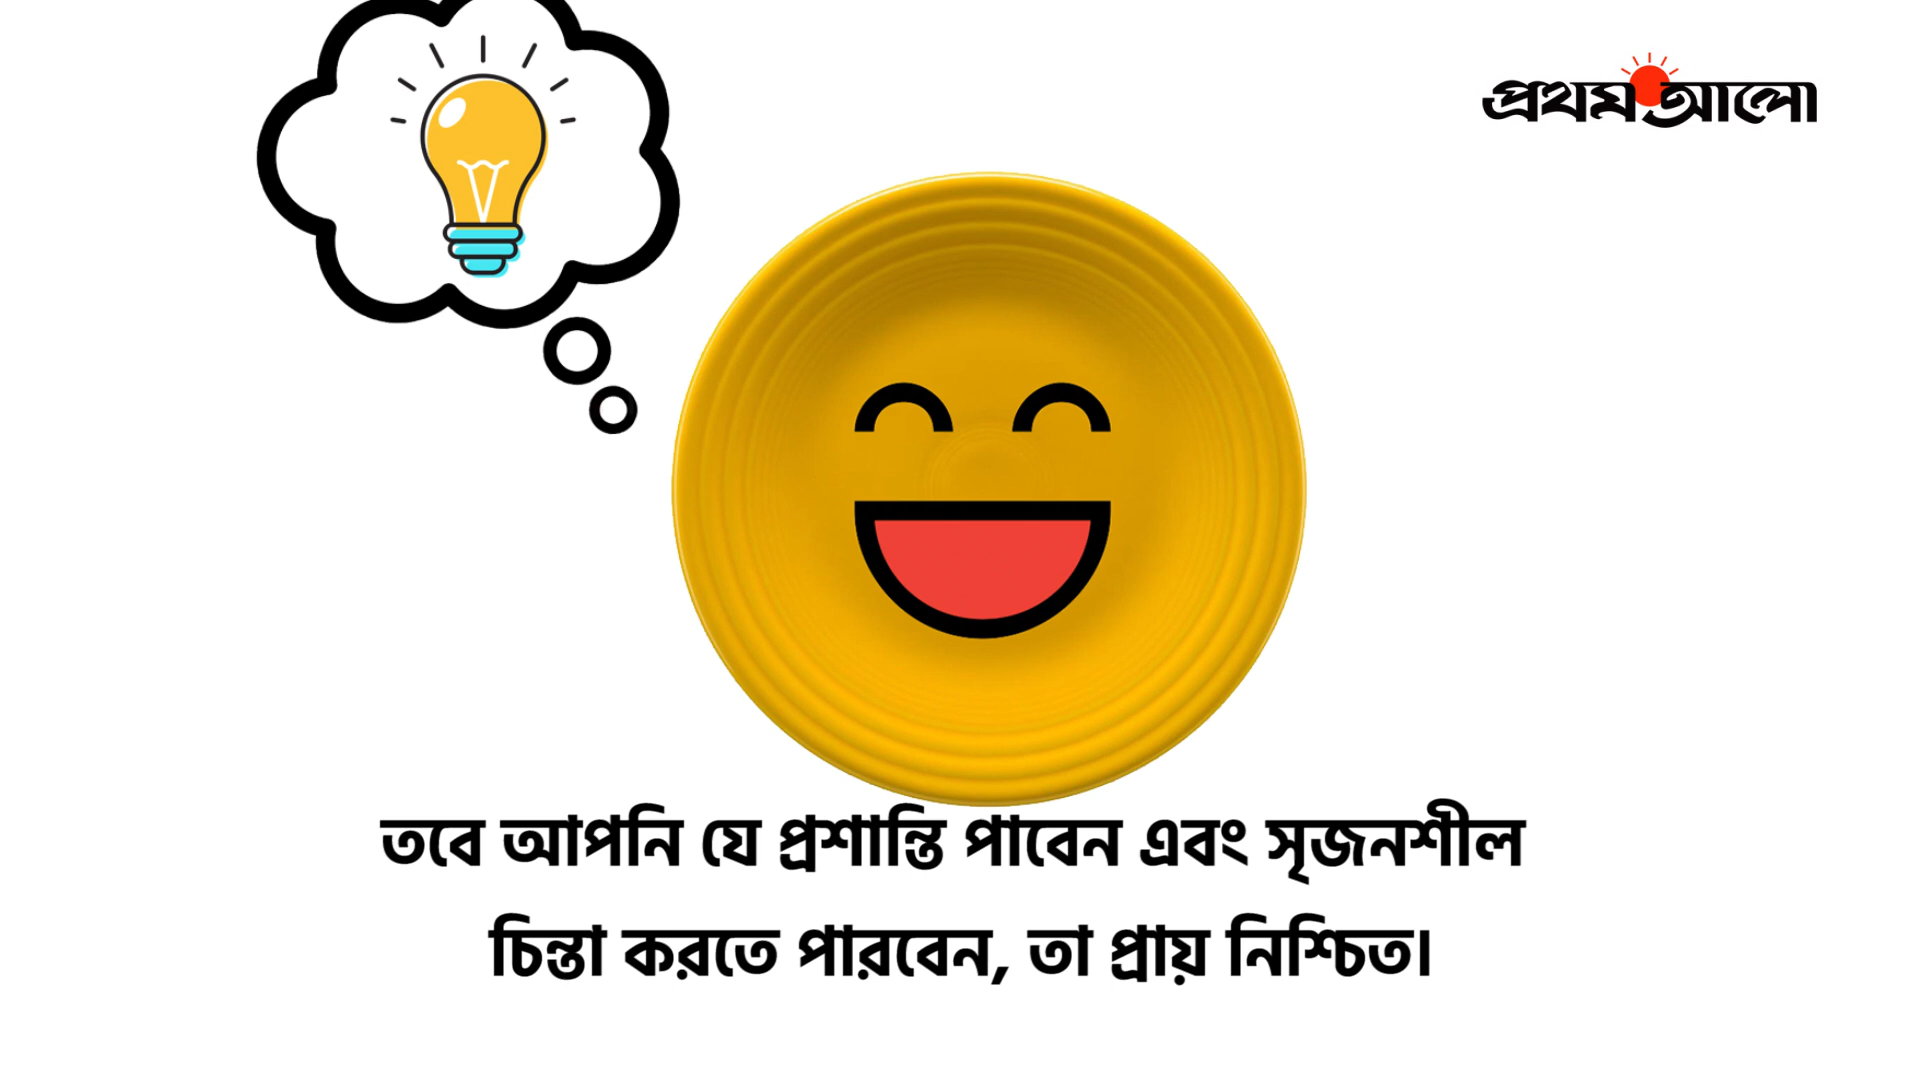 প্রথম আলো
তবে আপনি যে প্রশান্তি পাবেন এবং সৃজনশীল
চিন্তা করতে পারবেন, তা প্রায় নিশ্চিত।